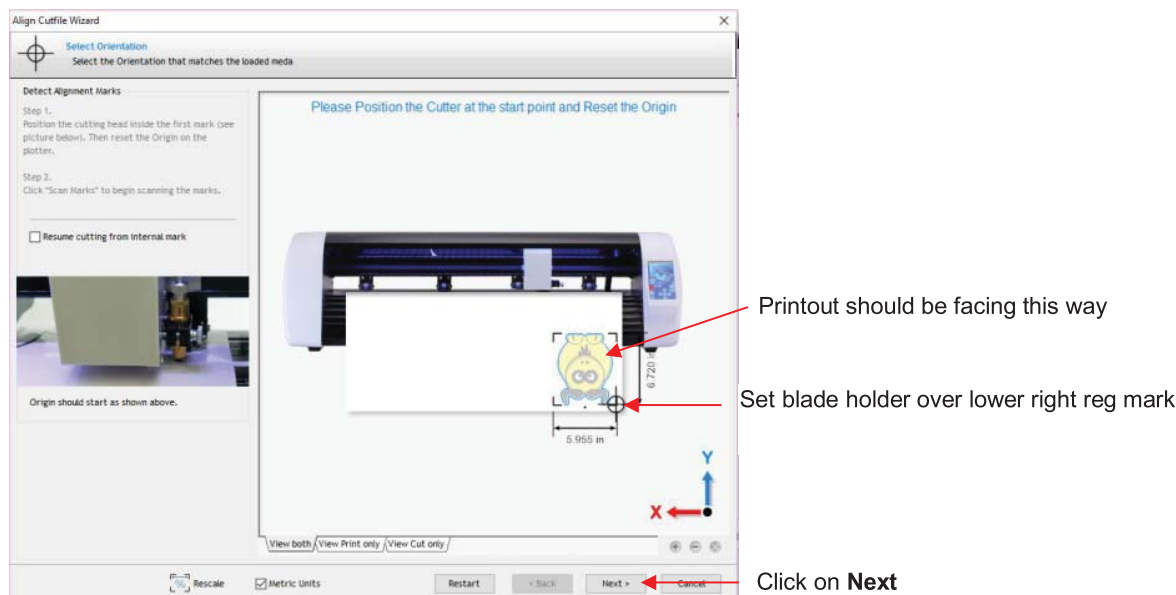 Align Cutfile Wizard
Select Orientation
Select the Orientation that matches the loaded meda
Detect Alignment Marks
Step 1.
Position the cutting head inside the first mark (see
picture below). Then reset the Origin on the
plotter.
Step 2.
Click "Scan Marks" to begin scanning the marks.
Resume cutting from internal mark
Origin should start as shown above.
Please Position the Cutter at the start point and Reset the Origin
6.720 in
5.955 in
Y
X
View both
View Print only
View Cut only
Rescale
Metric Units
Restart
< Back
Next >
Cancel
Printout should be facing this way
Set blade holder over lower right reg mark
Click on Next